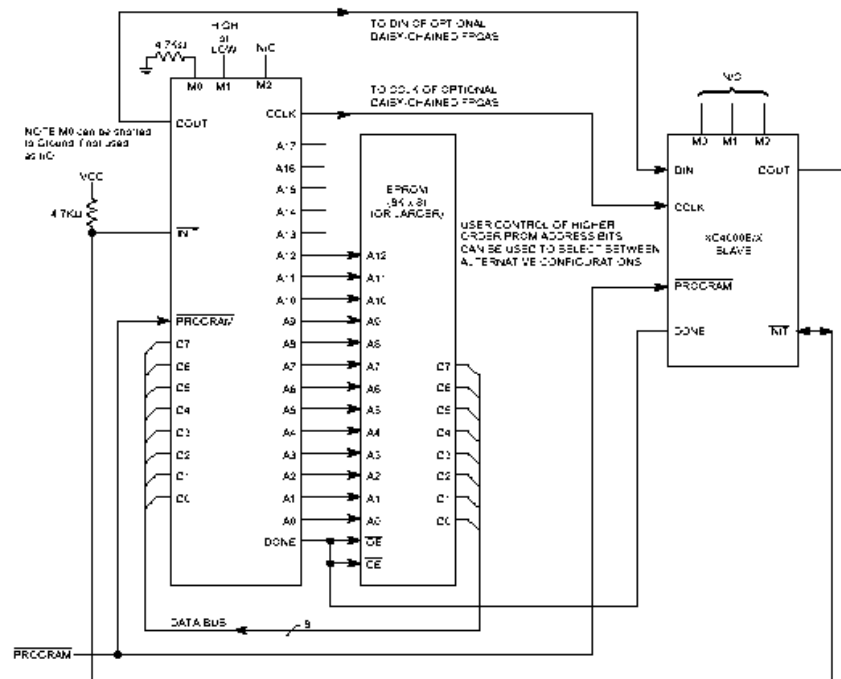 HIGH
or
LOW
4.7KΩ
N/C
M0 M1 M2
TO DIN OF OPTIONAL
DAISY-CHAINED FPGAS
TO CCLK OF OPTIONAL
DAISY-CHAINED FPGAS
N/C
M0 M1 M2
NOTE M0 can be shorted
to Ground if not used
as I/O
VCC
4.7KΩ
DOUT
CCLK
INIT
PROGRAM
D7
D6
D5
D4
D3
D2
D1
D0
A17
A16
A15
A14
A13
A12
A11
A10
A9
A8
A7
A6
A5
A4
A3
A2
A1
A0
DONE
EPROM
(8K x 8)
(OR LARGER)
A12
A11
A10
A9
A8
A7
A6
A5
A4
A3
A2
A1
A0
OE
CE
D7
D6
D5
D4
D3
D2
D1
D0
USER CONTROL OF HIGHER
ORDER PROM ADDRESS BITS
CAN BE USED TO SELECT BETWEEN
ALTERNATIVE CONFIGURATIONS
DIN
DOUT
CCLK
XC4000E/X
SLAVE
PROGRAM
DONE
INIT
DATA BUS
8
PROGRAM